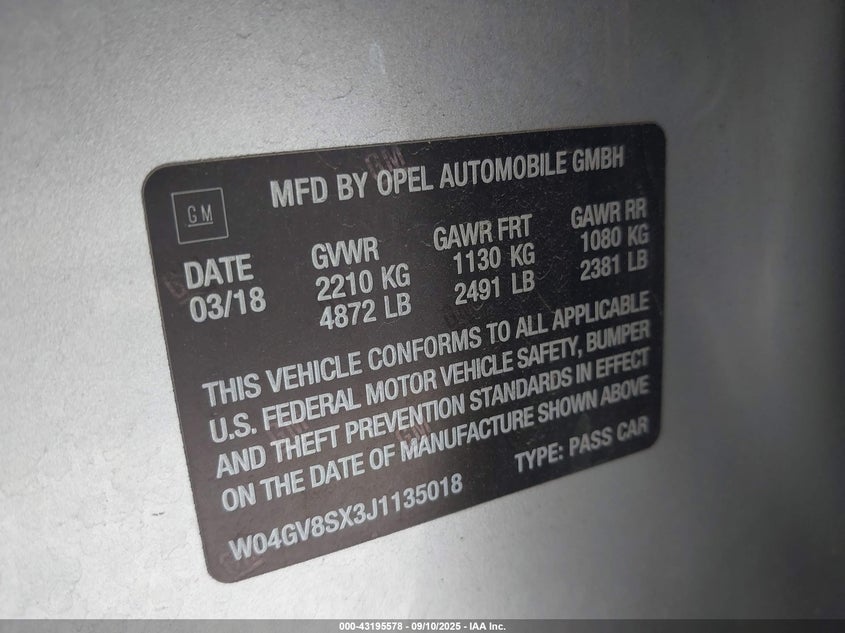 GM
MFD BY OPEL AUTOMOBILE GMBH
DATE
03/18
GVWR
2210 KG
4872 LB
GAWR FRT
1130 KG
2491 LB
GAWR RR
1080 KG
2381 LB
THIS VEHICLE CONFORMS TO ALL APPLICABLE
U.S. FEDERAL MOTOR VEHICLE SAFETY, BUMPER
AND THEFT PREVENTION STANDARDS IN EFFECT
ON THE DATE OF MANUFACTURE SHOWN ABOVE
W04GV8SX3J1135018
TYPE: PASS CAR
000-43195578 - 09/10/2025 - IAA Inc.